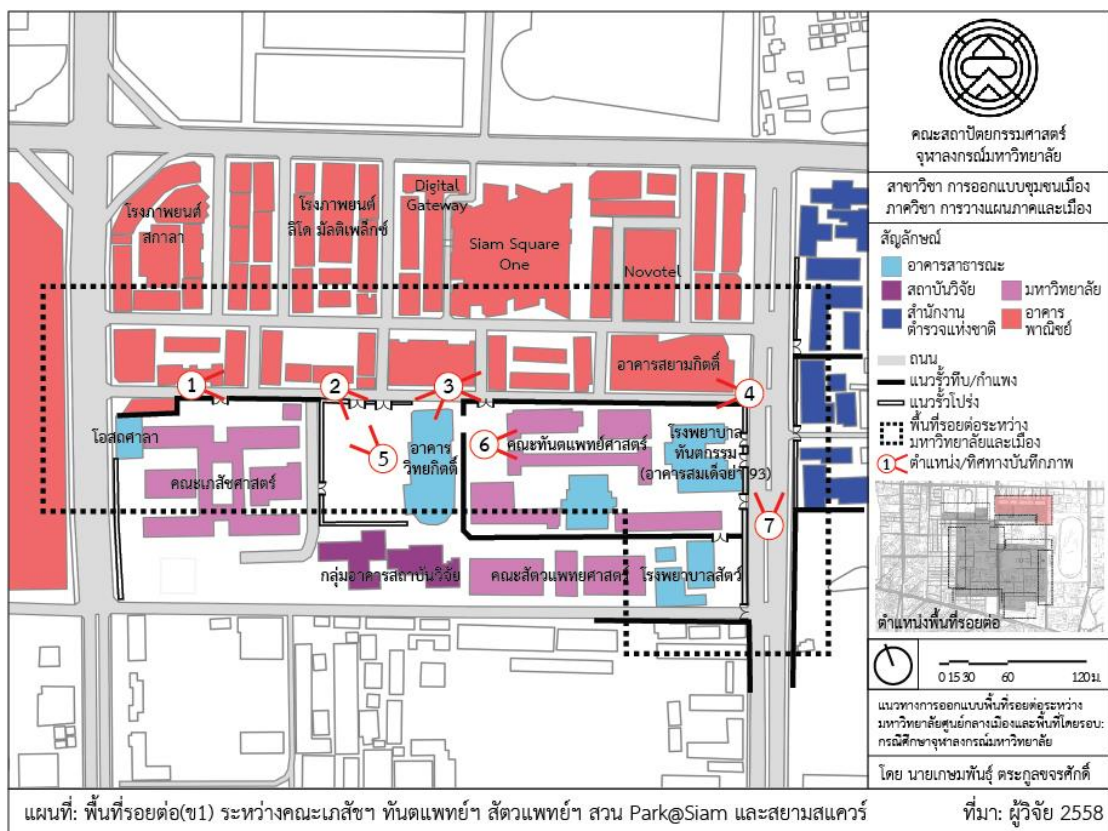 โรงภาพยนต์
สกาลา
โรงภาพยนต์
ลิโด มัลติเพล็กซ์
Digital
Gateway
Siam Square
One
Novotel
อาคารสยามกิตติ์
1
2
3
4
5
6
7
โอสถศาลา
คณะเภสัชศาสตร์
อาคาร
วิทยกิตติ์
คณะทันตแพทย์ศาสตร์
โรงพยาบาล
ทันตกรรม
(อาคารสมเด็จย่า 93)
กลุ่มอาคารสถาบันวิจัย
คณะสัตวแพทยศาสตร์
โรงพยาบาลสัตว์
คณะสถาปัตยกรรมศาสตร์
จุฬาลงกรณ์มหาวิทยาลัย
สาขาวิชา การออกแบบชุมชนเมือง
ภาควิชา การวางแผนภาคและเมือง
สัญลักษณ์
อาคารสาธารณะ
สถาบันวิจัย
มหาวิทยาลัย
สำนักงาน
ตำรวจแห่งชาติ
อาคาร
พาณิชย์
ถนน
แนวรั้วทึบ/กำแพง
แนวรั้วโปร่ง
พื้นที่รอยต่อระหว่าง
มหาวิทยาลัยและเมือง
1 ตำแหน่ง/ทิศทางบันทึกภาพ
ตำแหน่งพื้นที่รอยต่อ
0 15 30 60 120 ม.
แนวทางการออกแบบพื้นที่รอยต่อระหว่าง
มหาวิทยาลัยศูนย์กลางเมืองและพื้นที่โดยรอบ:
กรณีศึกษาจุฬาลงกรณ์มหาวิทยาลัย
โดย นายเกษมพันธุ์ ตระกูลขจรศักดิ์
แผนที่: พื้นที่รอยต่อ(ข1) ระหว่างคณะเภสัชฯ ทันตแพทย์ฯ สัตวแพทย์ฯ สวน Park@Siam และสยามสแควร์
ที่มา: ผู้วิจัย 2558